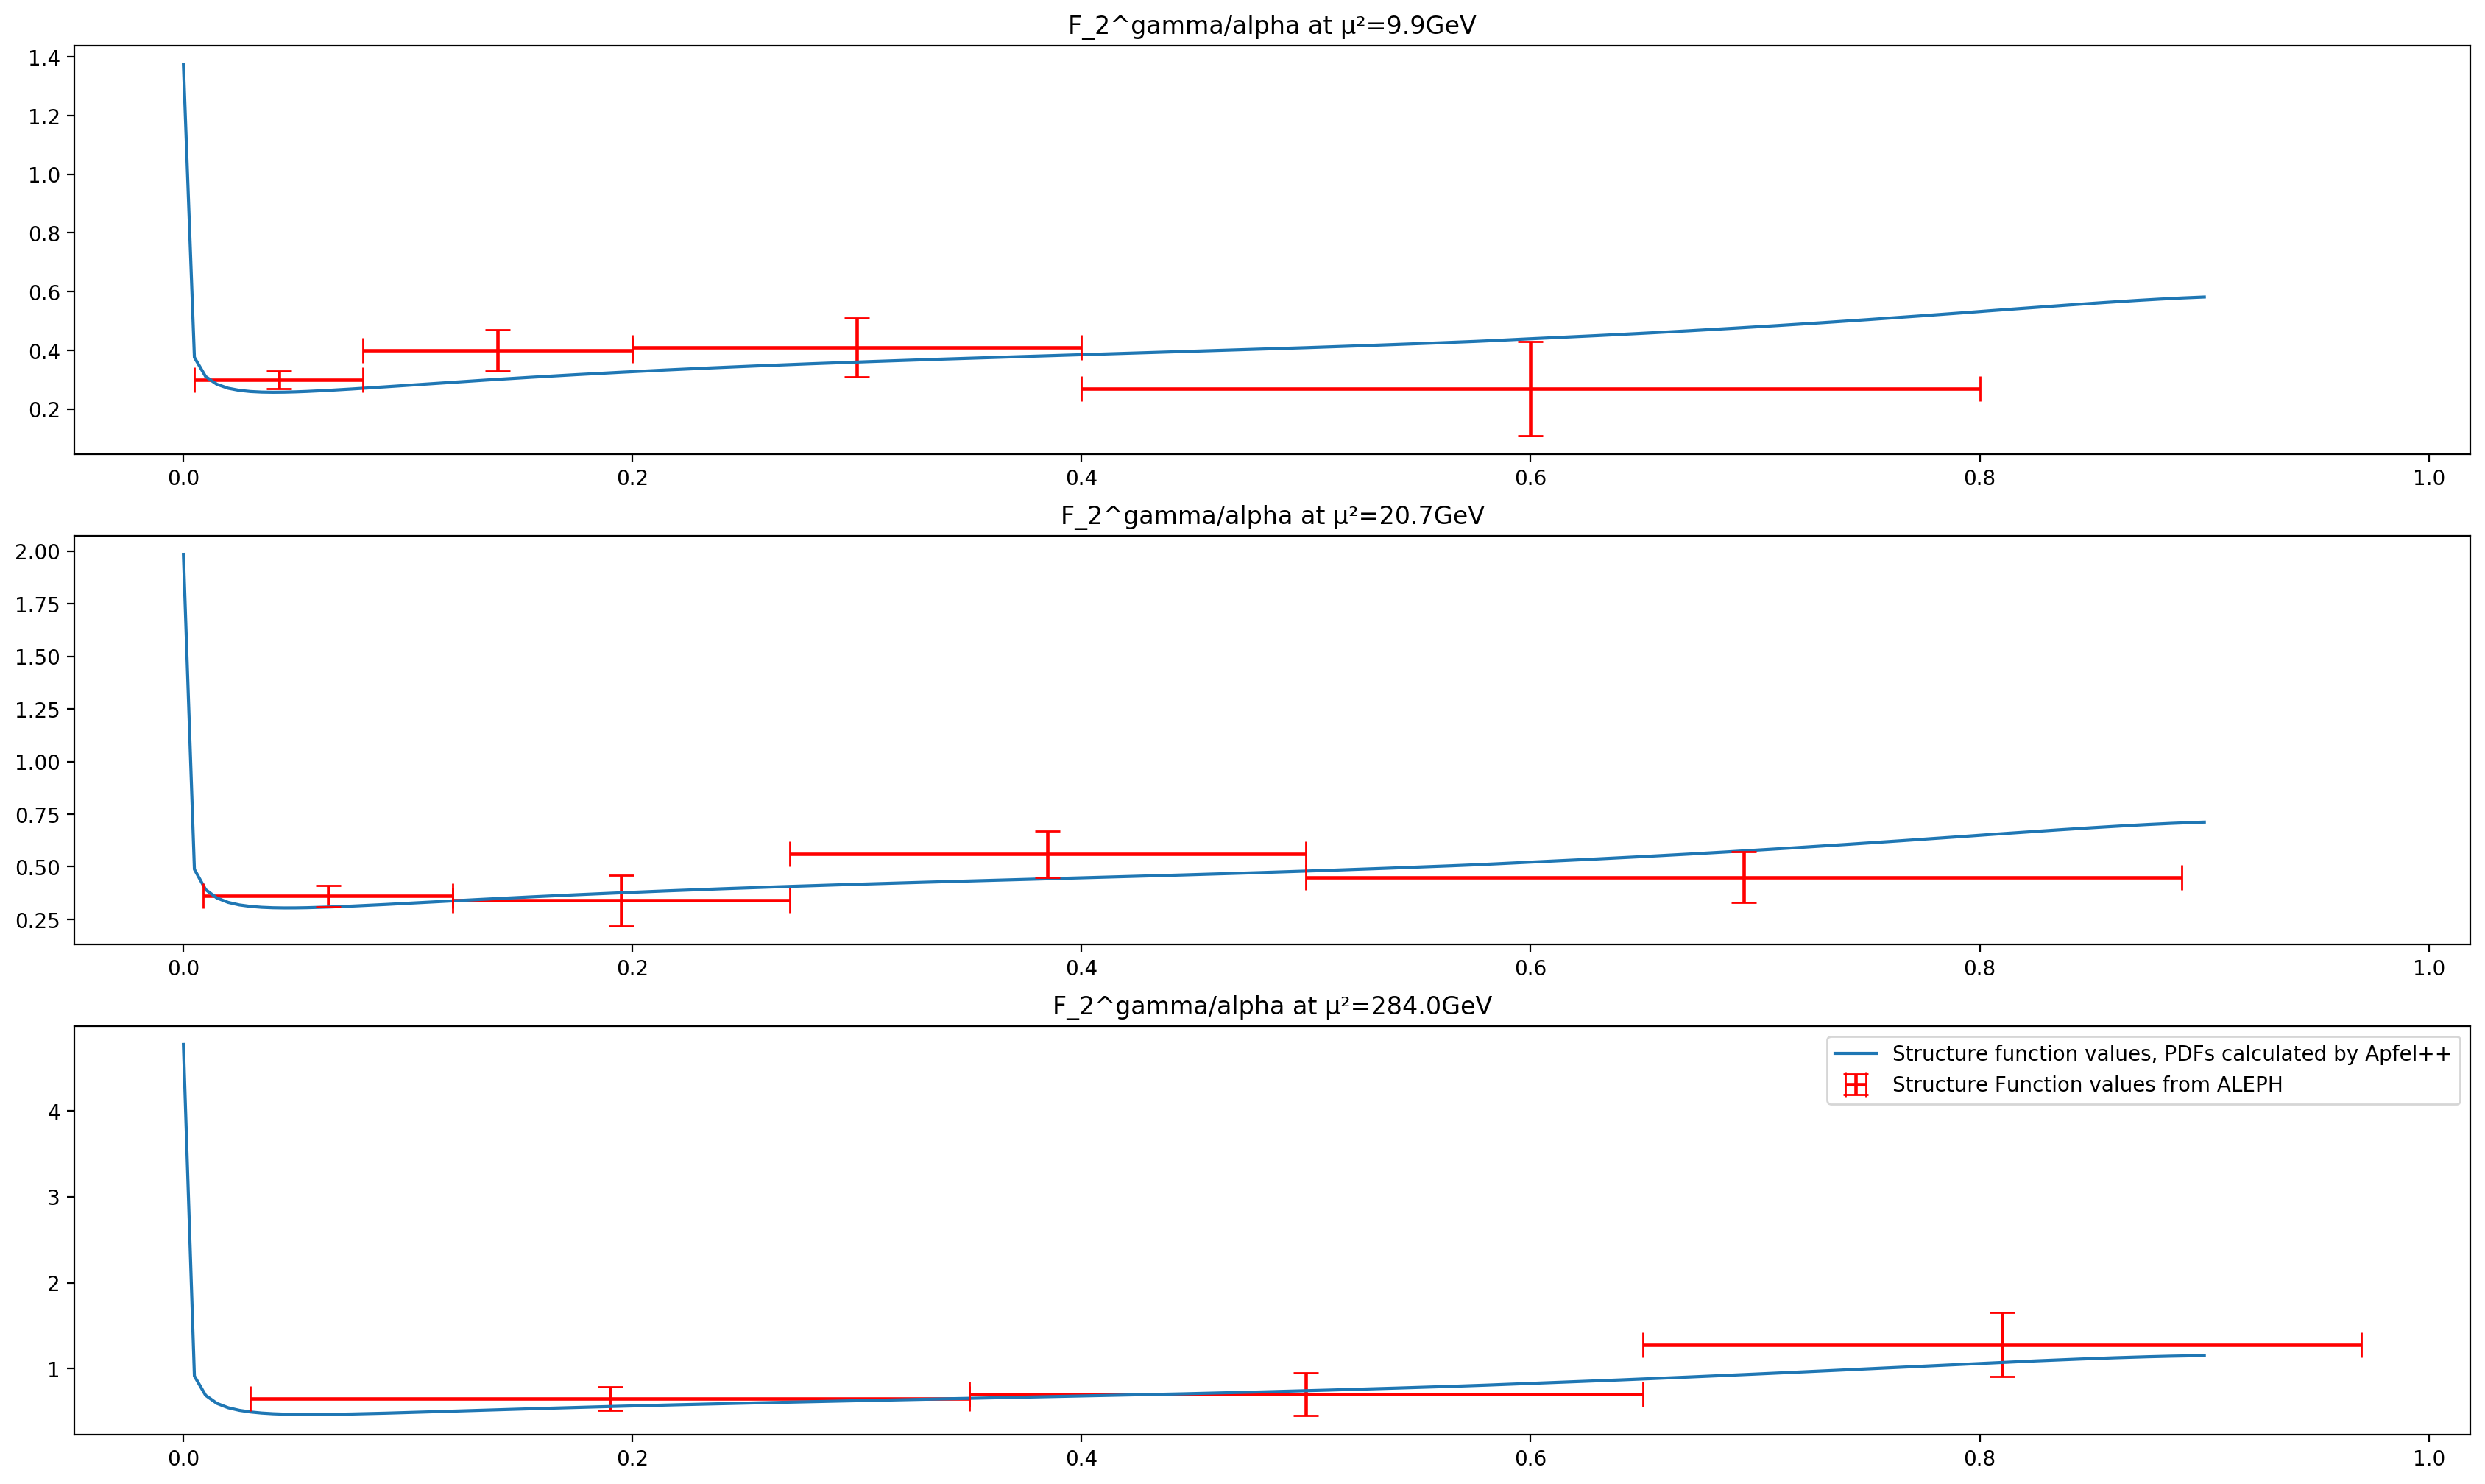 F_2^gamma/alpha at µ²=9.9GeV
1.4
1.2
1.0
0.8
0.6
0.4
0.2
0.0 0.2 0.4 0.6 0.8 1.0
F_2^gamma/alpha at µ²=20.7GeV
2.00
1.75
1.50
1.25
1.00
0.75
0.50
0.25
0.0 0.2 0.4 0.6 0.8 1.0
F_2^gamma/alpha at µ²=284.0GeV
Structure function values, PDFs calculated by Apfel++
Structure Function values from ALEPH
4
3
2
1
0.0 0.2 0.4 0.6 0.8 1.0